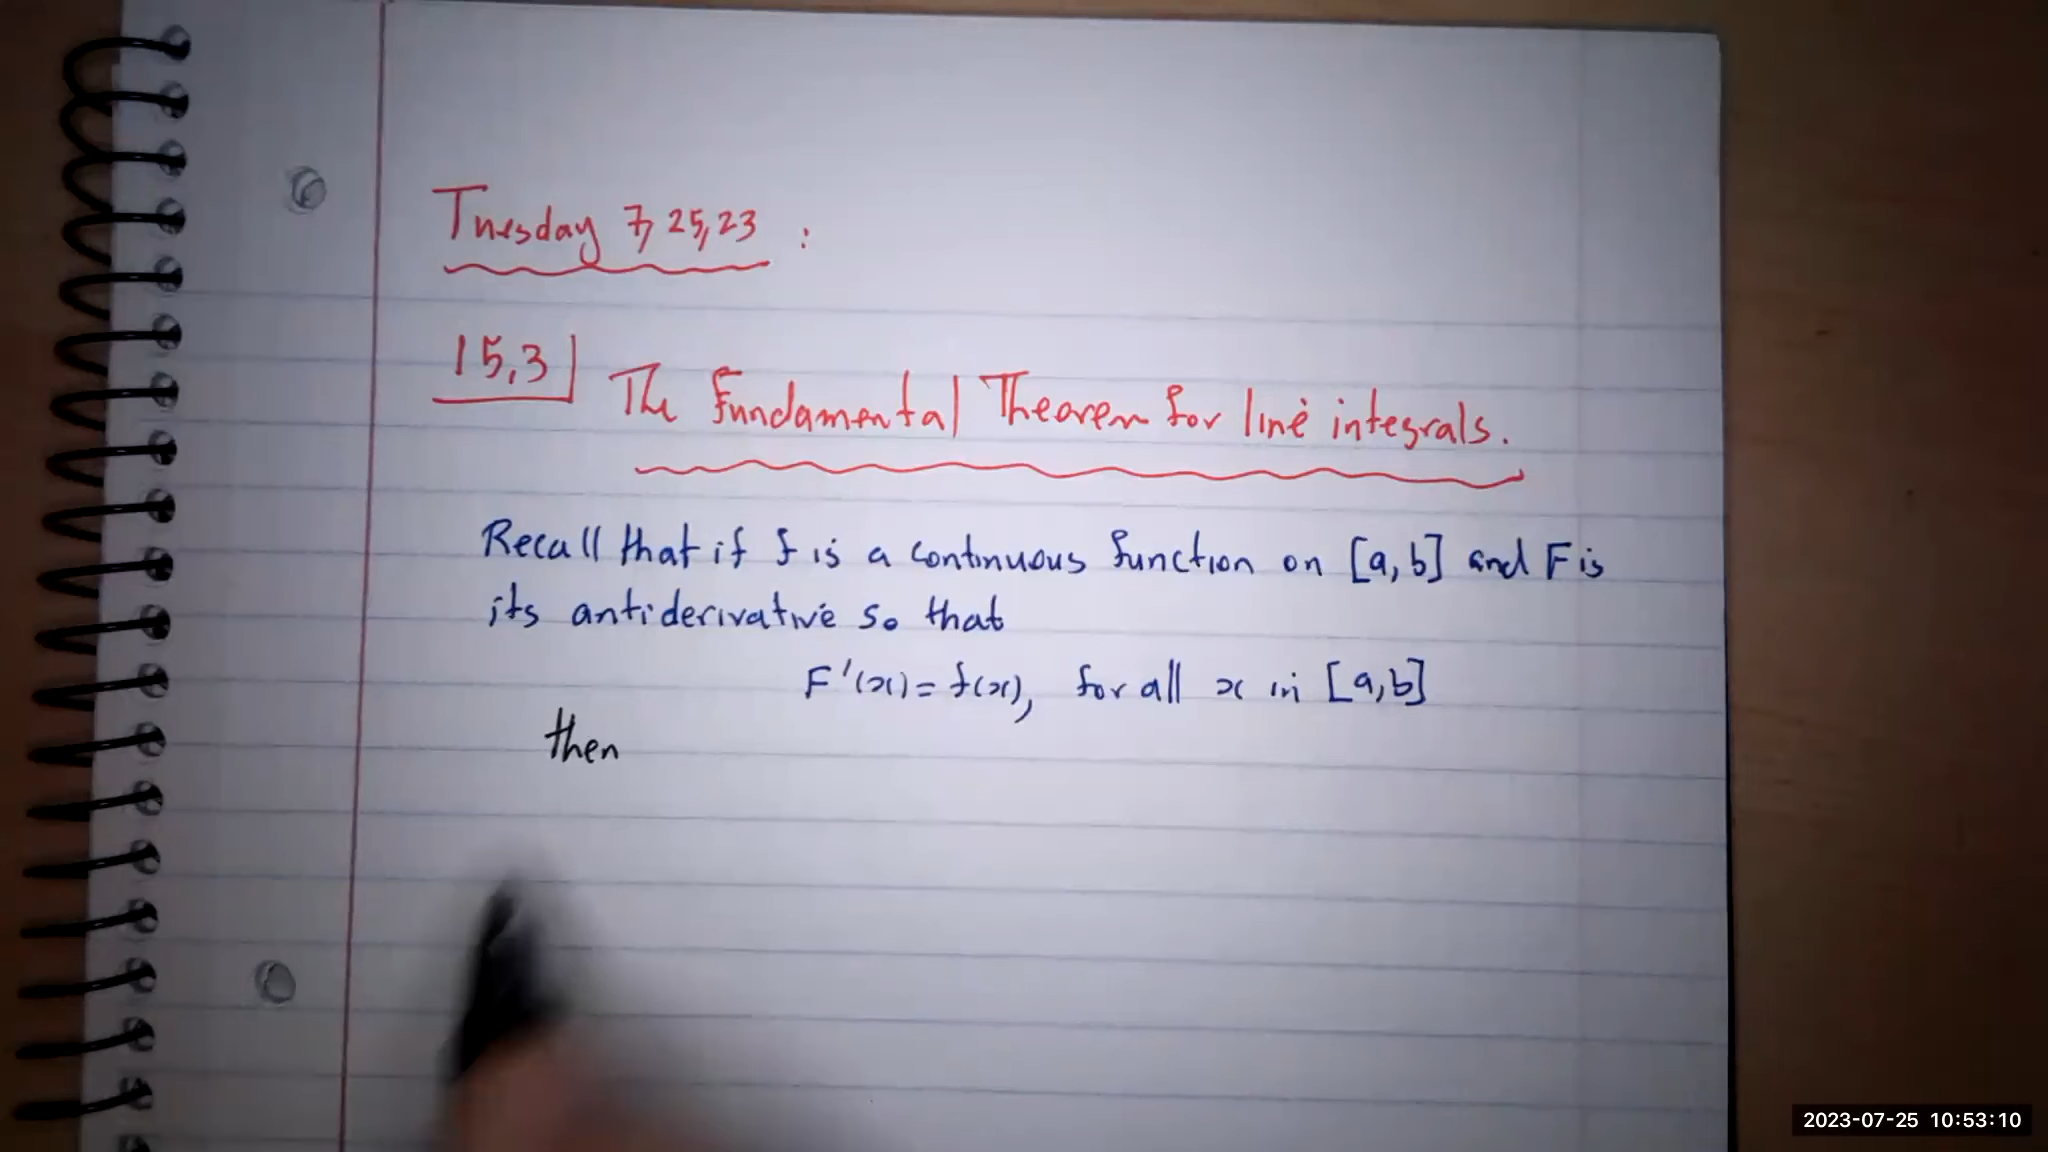 Tuesday 7,25,23 :
15,3 The Fundamental Theorem for line integrals.
Recall that if f is a continuous function on [a,b] and F is
its antiderivative so that
F'(x) = f(x), for all x in [a,b]
then
2023-07-25 10:53:10